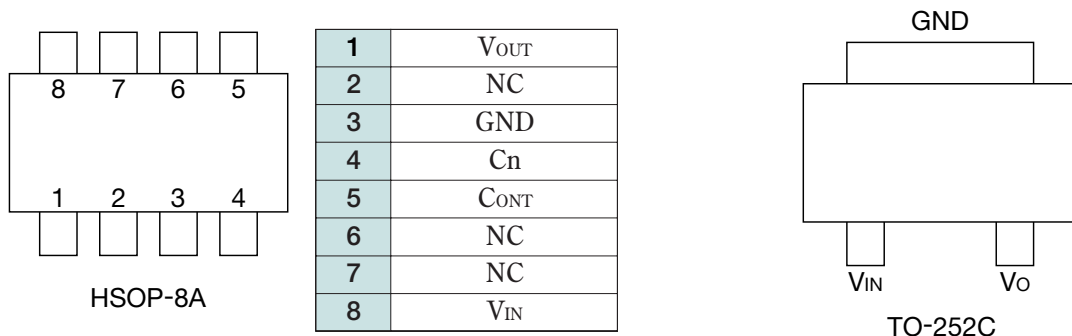 8 7 6 5
1 2 3 4
HSOP-8A
1 VOUT
2 NC
3 GND
4 Cn
5 CONT
6 NC
7 NC
8 VIN
GND
VIN VO
TO-252C